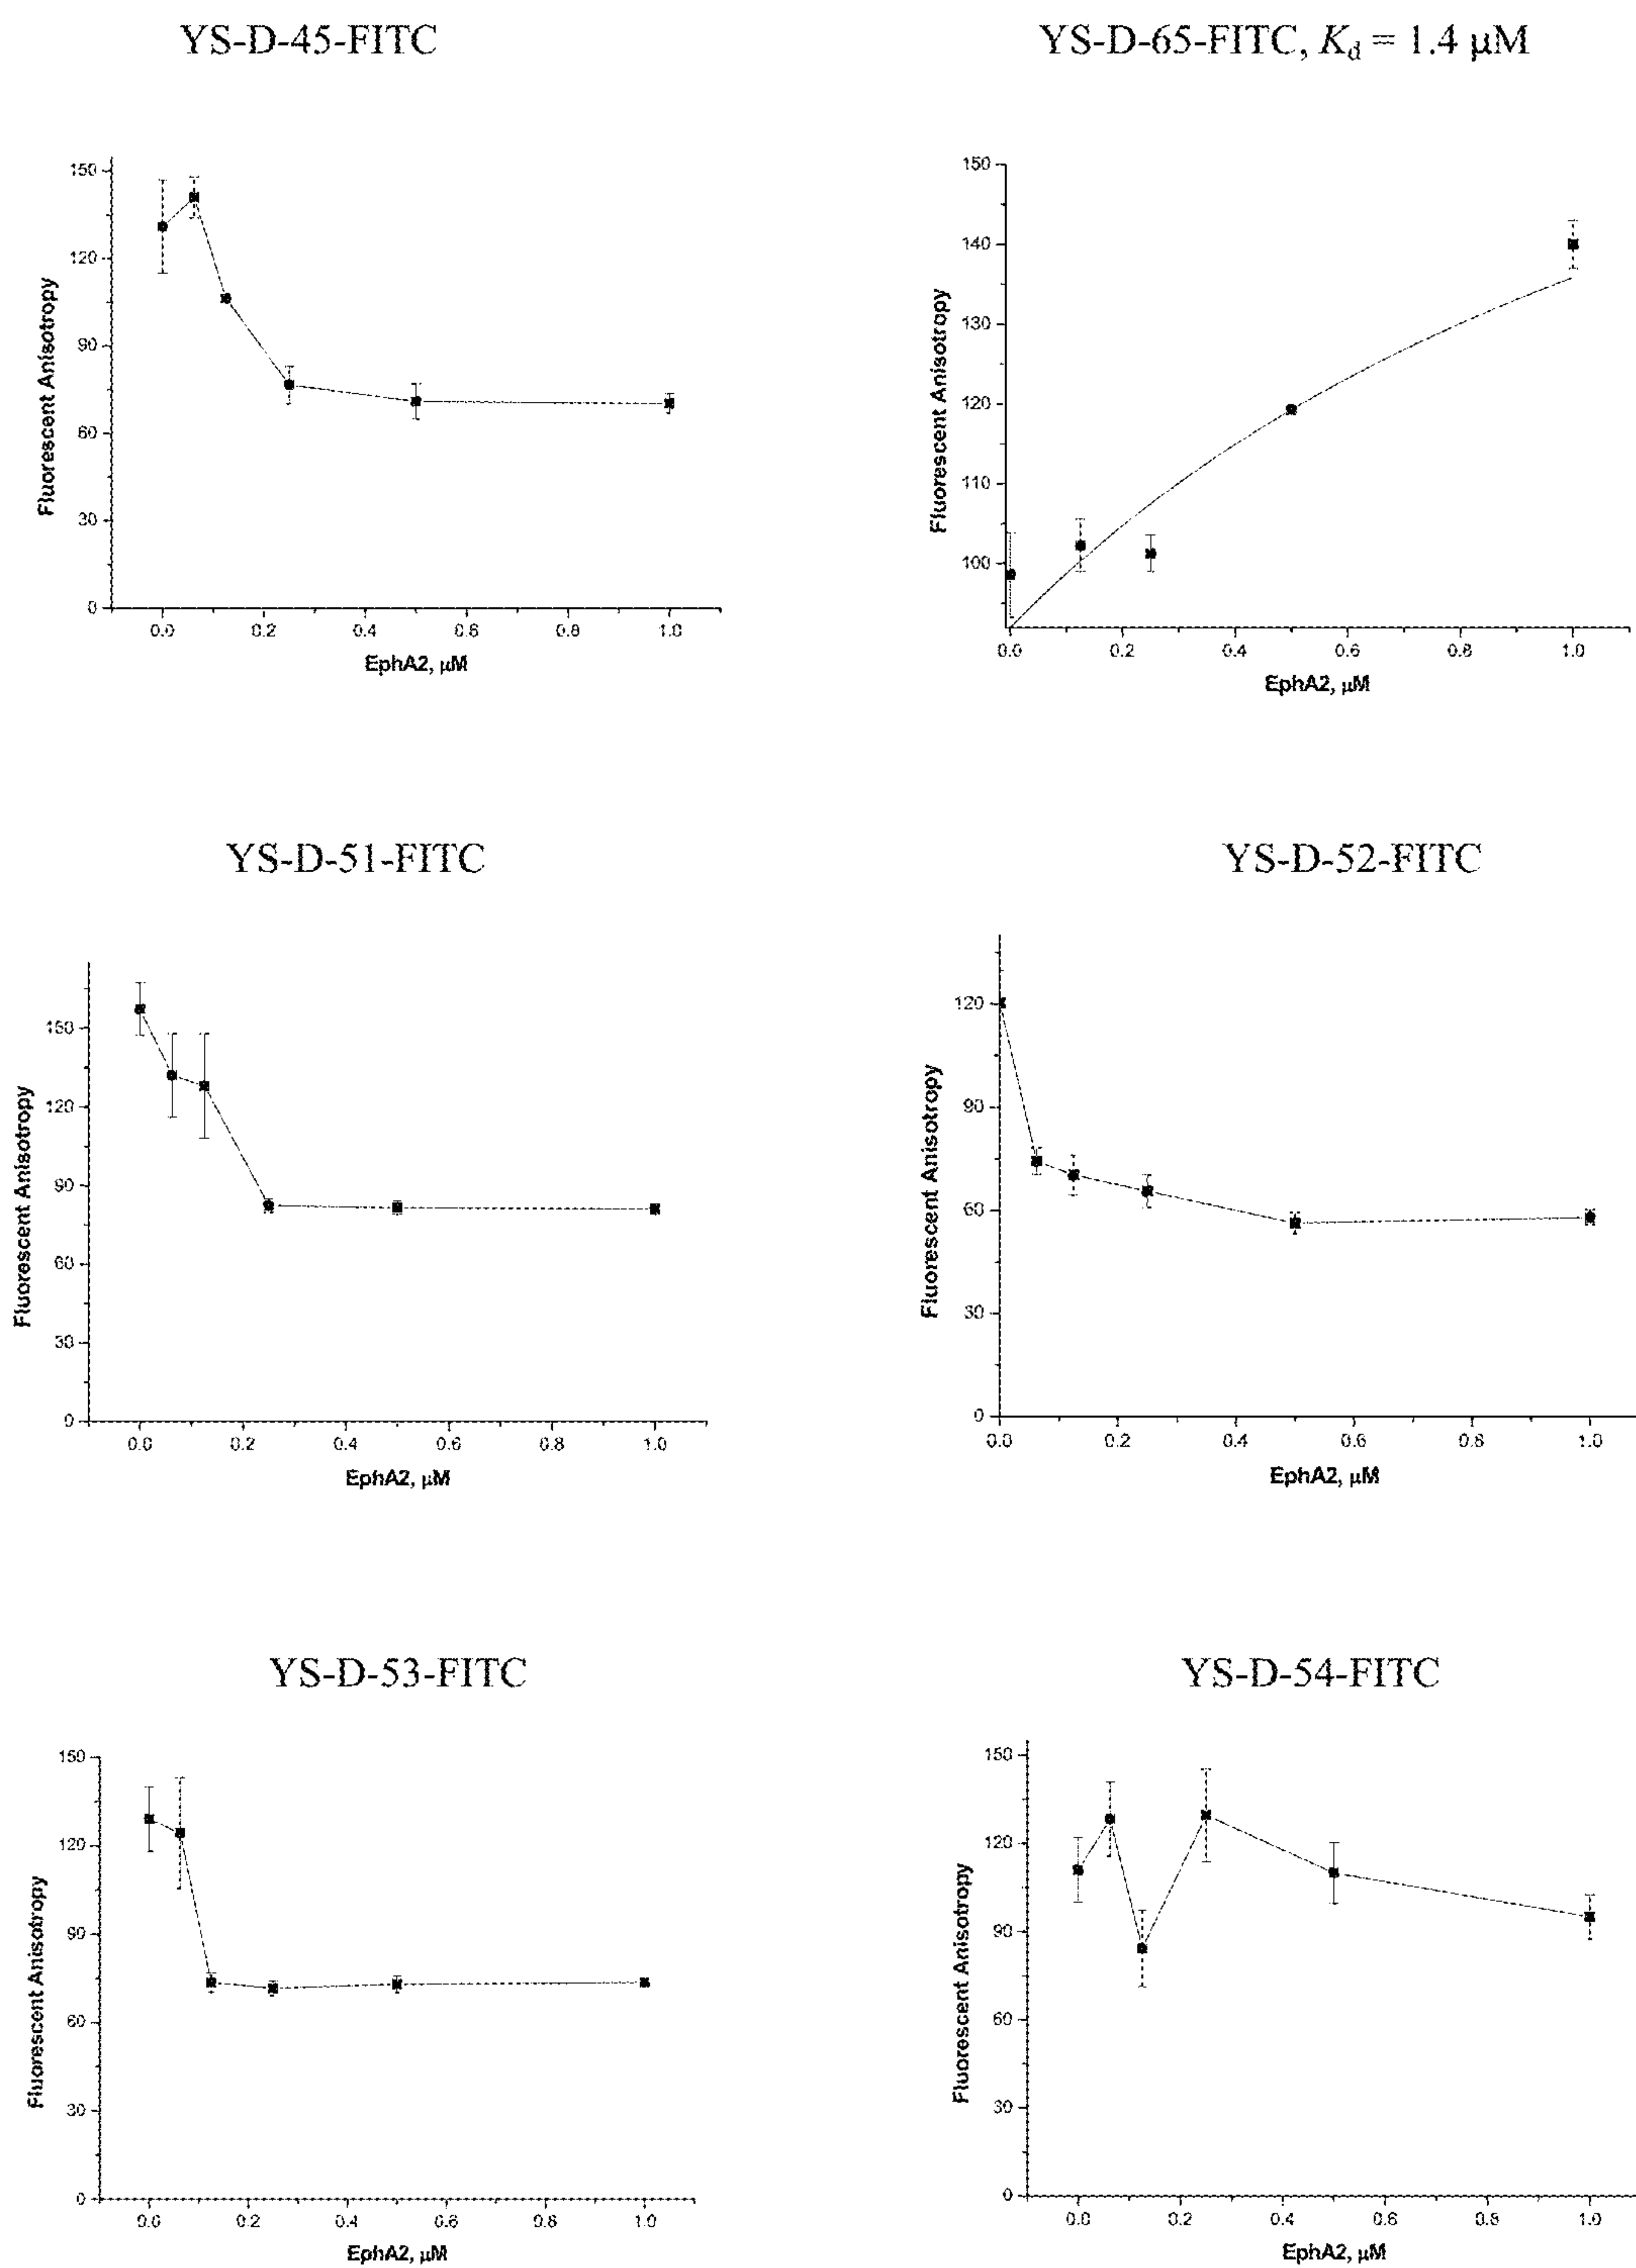 YS-D-45-FITC
YS-D-65-FITC, Kd = 1.4 µM
150
120
90
60
30
0
Fluorescent Anisotropy
0.0 0.2 0.4 0.6 0.8 1.0
EphA2, µM
150
140
130
120
110
100
Fluorescent Anisotropy
0.0 0.2 0.4 0.6 0.8 1.0
EphA2, µM
YS-D-51-FITC
YS-D-52-FITC
150
120
90
60
30
0
Fluorescent Anisotropy
0.0 0.2 0.4 0.6 0.8 1.0
EphA2, µM
120
90
60
30
0
Fluorescent Anisotropy
0.0 0.2 0.4 0.6 0.8 1.0
EphA2, µM
YS-D-53-FITC
YS-D-54-FITC
150
120
90
60
30
0
Fluorescent Anisotropy
0.0 0.2 0.4 0.6 0.8 1.0
EphA2, µM
150
120
90
60
30
0
Fluorescent Anisotropy
0.0 0.2 0.4 0.6 0.8 1.0
EphA2, µM